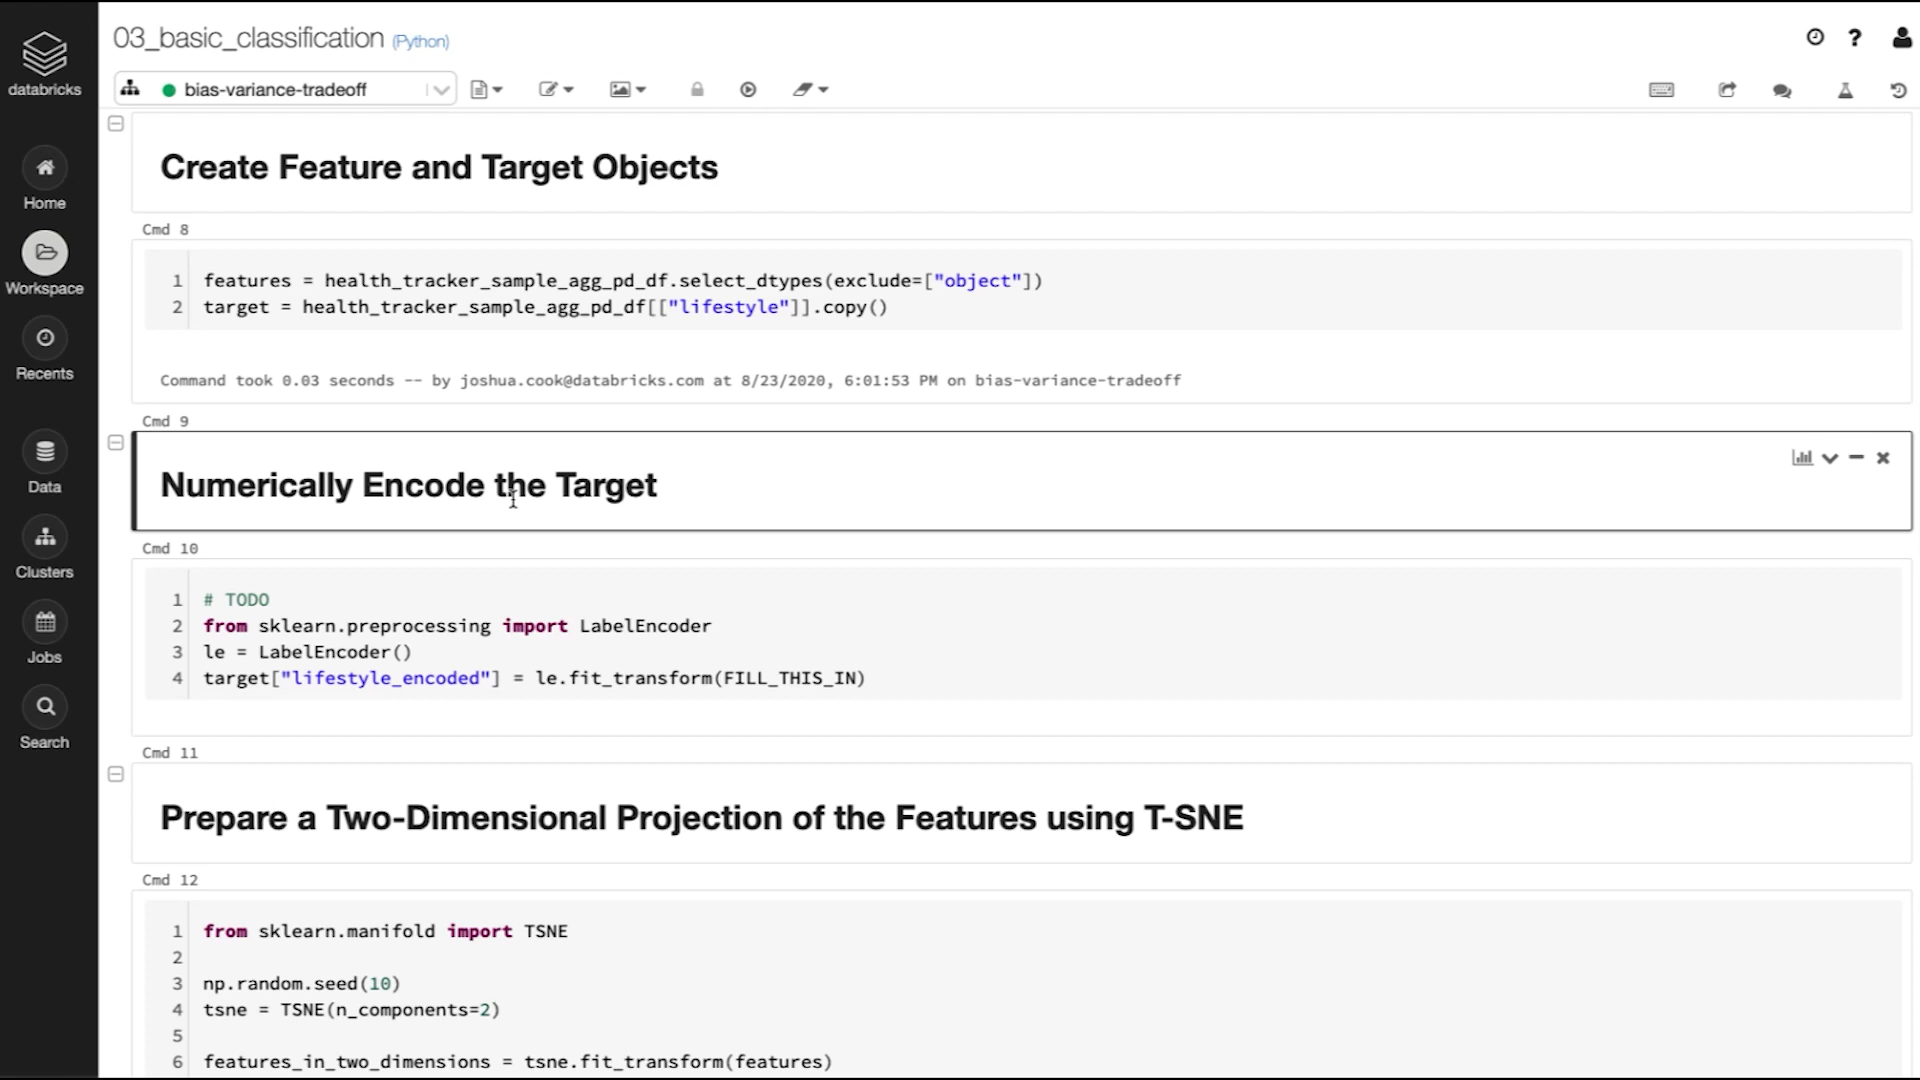 03_basic_classification (Python)
databricks
bias-variance-tradeoff
Home
Workspace
Recents
Data
Clusters
Jobs
Search
Create Feature and Target Objects
Cmd 8
1 features = health_tracker_sample_agg_pd_df.select_dtypes(exclude=["object"])
2 target = health_tracker_sample_agg_pd_df[["lifestyle"]].copy()
Command took 0.03 seconds -- by joshua.cook@databricks.com at 8/23/2020, 6:01:53 PM on bias-variance-tradeoff
Cmd 9
Numerically Encode the Target
Cmd 10
1 # TODO
2 from sklearn.preprocessing import LabelEncoder
3 le = LabelEncoder()
4 target["lifestyle_encoded"] = le.fit_transform(FILL_THIS_IN)
Cmd 11
Prepare a Two-Dimensional Projection of the Features using T-SNE
Cmd 12
1 from sklearn.manifold import TSNE
2
3 np.random.seed(10)
4 tsne = TSNE(n_components=2)
5
6 features_in_two_dimensions = tsne.fit_transform(features)